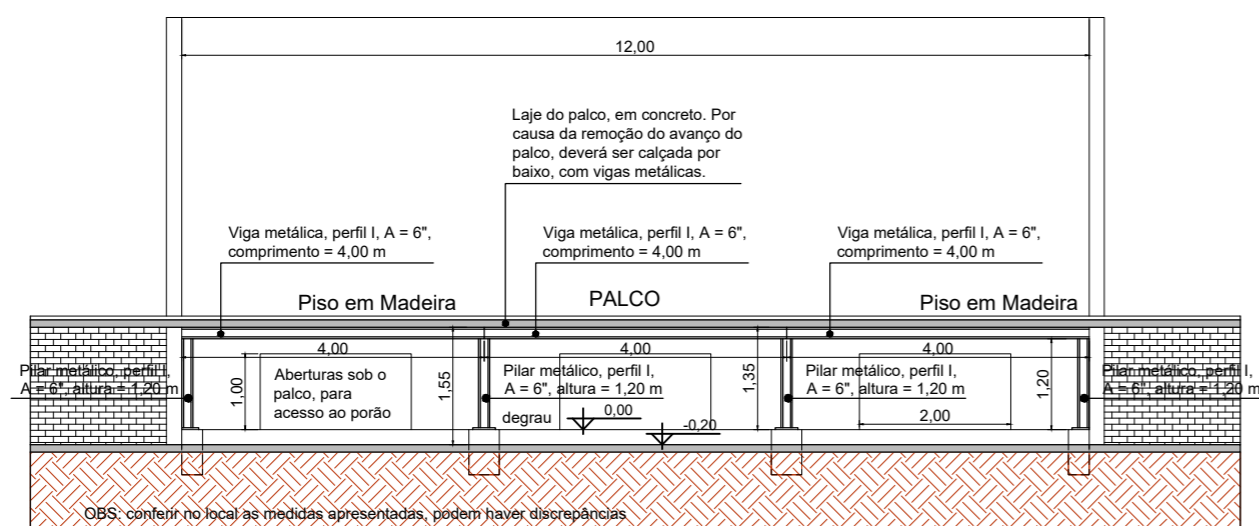 12,00
Laje do palco, em concreto. Por
causa da remoção do avanço do
palco, deverá ser calçada por
baixo, com vigas metálicas.
Viga metálica, perfil I, A = 6",
comprimento = 4,00 m
Viga metálica, perfil I, A = 6",
comprimento = 4,00 m
Viga metálica, perfil I, A = 6",
comprimento = 4,00 m
Piso em Madeira
PALCO
Piso em Madeira
4,00
4,00
4,00
Pilar metálico, perfil I,
A = 6", altura = 1,20 m
1,00
Aberturas sob o
palco, para
acesso ao porão
1,55
Pilar metálico, perfil I,
A = 6", altura = 1,20 m
degrau
0,00
-0,20
1,35
Pilar metálico, perfil I,
A = 6", altura = 1,20 m
2,00
1,20
Pilar metálico, perfil I,
A = 6", altura = 1,20 m
OBS: conferir no local as medidas apresentadas, podem haver discrepâncias